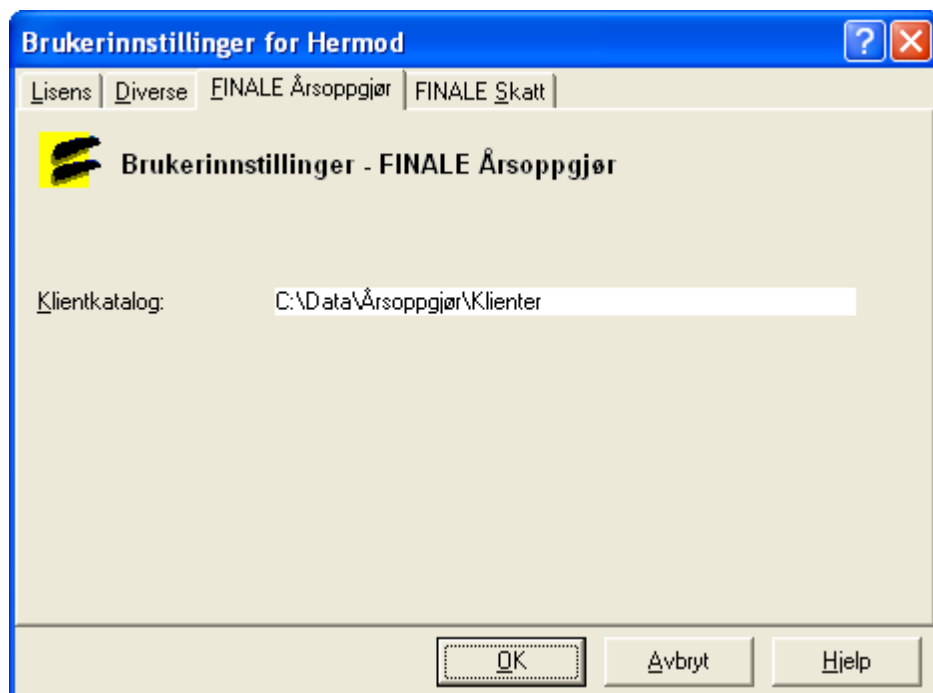 Brukerinnstillinger for Hermod
Lisens Diverse FINALE Årsoppgjør FINALE Skatt
Brukerinnstillinger - FINALE Årsoppgjør
Klientkatalog: C:\Data\Årsoppgjør\Klienter
OK Avbryt Hjelp